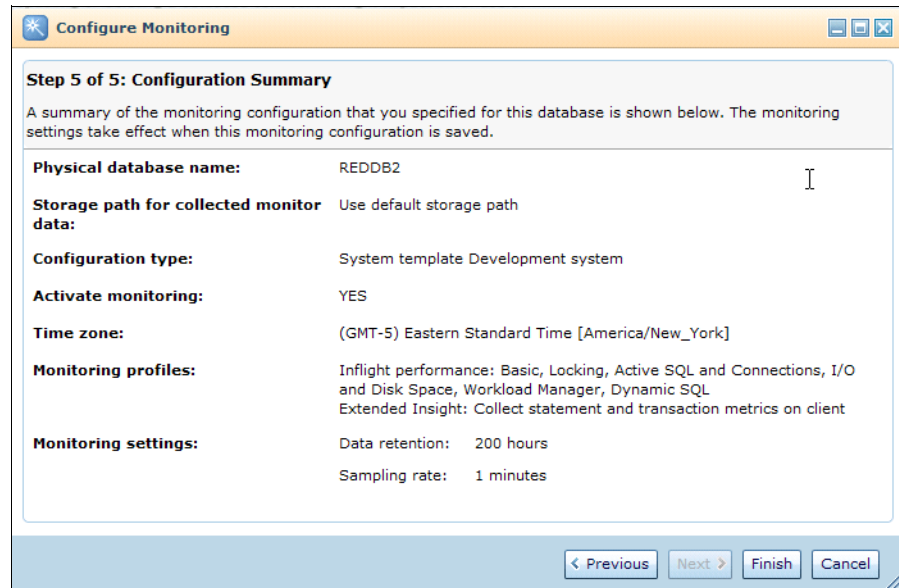 Configure Monitoring
Step 5 of 5: Configuration Summary
A summary of the monitoring configuration that you specified for this database is shown below. The monitoring
settings take effect when this monitoring configuration is saved.
Physical database name: REDDB2
Storage path for collected monitor Use default storage path
data:
Configuration type: System template Development system
Activate monitoring: YES
Time zone: (GMT-5) Eastern Standard Time [America/New_York]
Monitoring profiles: Inflight performance: Basic, Locking, Active SQL and Connections, I/O
and Disk Space, Workload Manager, Dynamic SQL
Extended Insight: Collect statement and transaction metrics on client
Monitoring settings: Data retention: 200 hours
Sampling rate: 1 minutes
< Previous Next > Finish Cancel